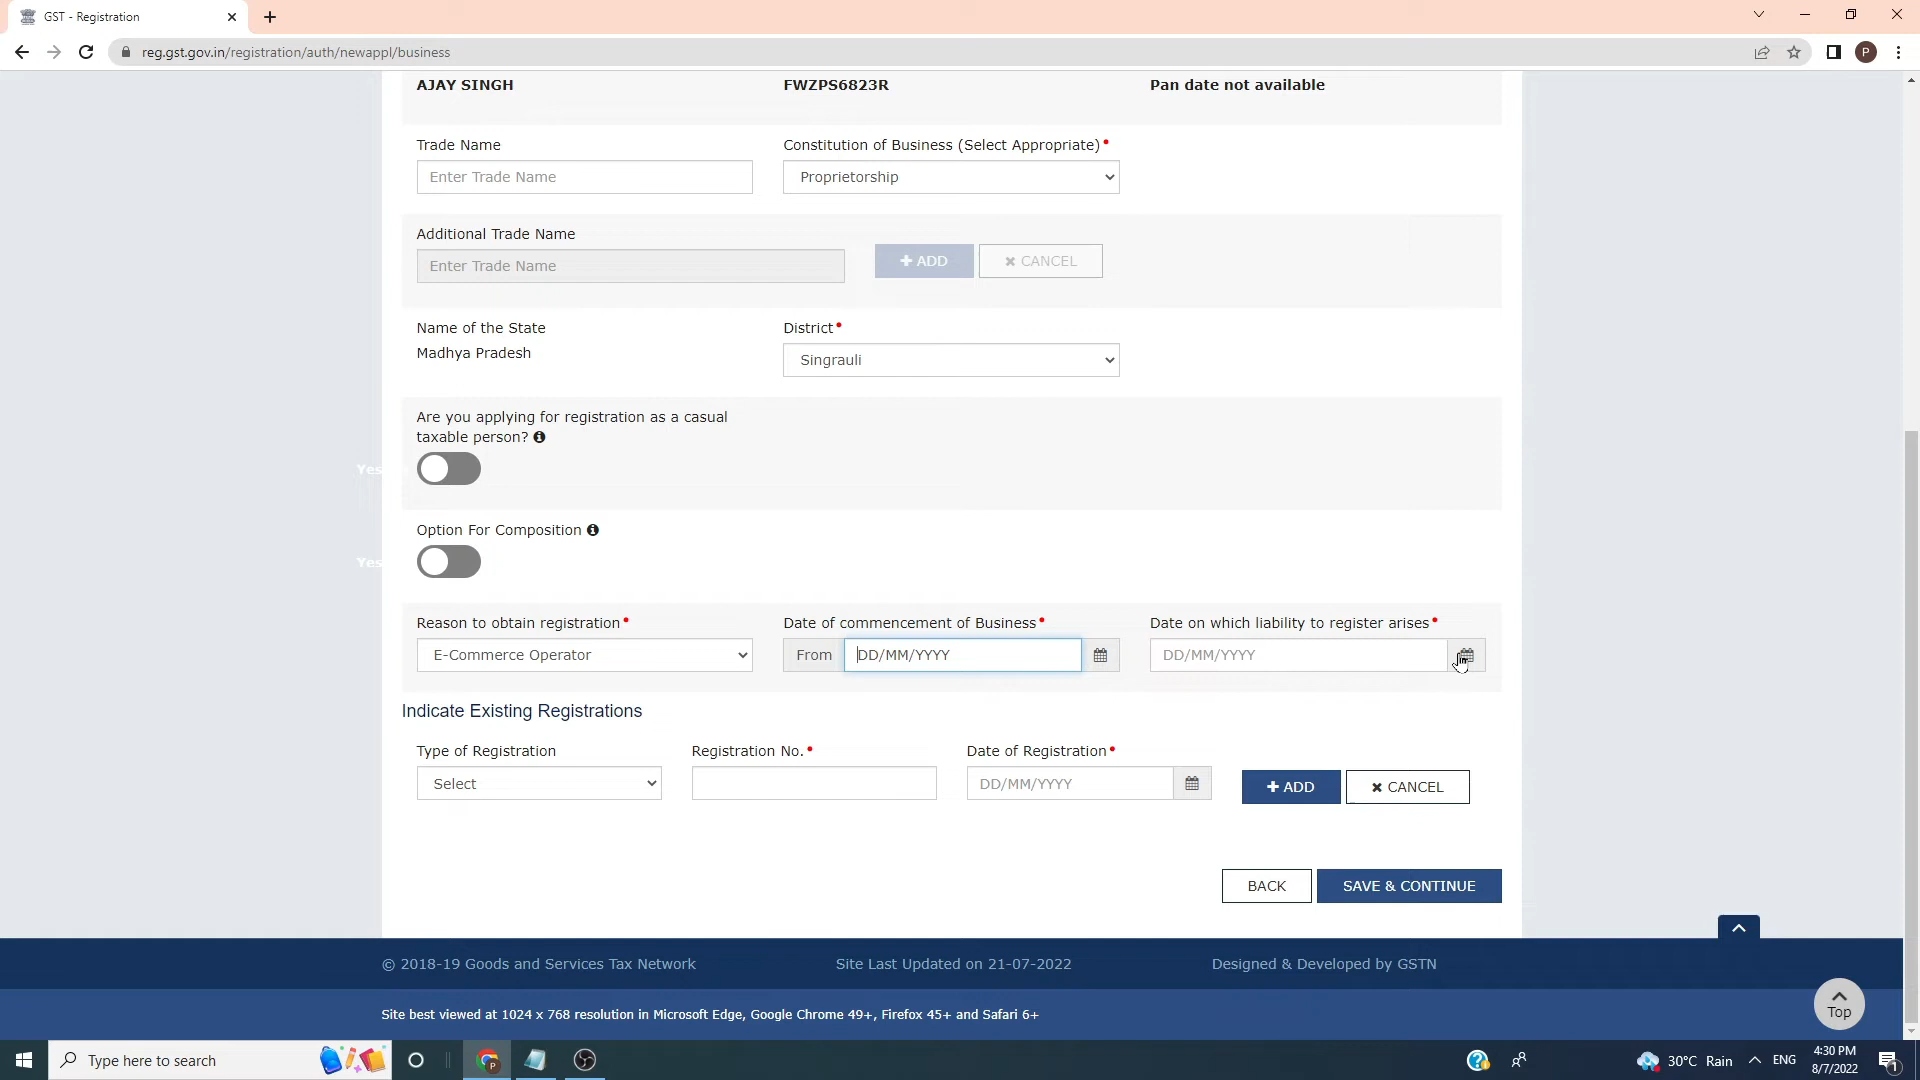 GST - Registration
reg.gst.gov.in/registration/auth/newappl/business
P
AJAY SINGH FWZPS6823R Pan date not available
Trade Name Constitution of Business (Select Appropriate)•
Enter Trade Name Proprietorship
Additional Trade Name
Enter Trade Name + ADD × CANCEL
Name of the State District•
Madhya Pradesh Singrauli
Are you applying for registration as a casual
taxable person?
Yes
Option For Composition
Yes
Reason to obtain registration• Date of commencement of Business• Date on which liability to register arises•
E-Commerce Operator From DD/MM/YYYY DD/MM/YYYY
Indicate Existing Registrations
Type of Registration Registration No.• Date of Registration•
Select DD/MM/YYYY + ADD × CANCEL
BACK SAVE & CONTINUE
© 2018-19 Goods and Services Tax Network Site Last Updated on 21-07-2022 Designed & Developed by GSTN
Site best viewed at 1024 x 768 resolution in Microsoft Edge, Google Chrome 49+, Firefox 45+ and Safari 6+
Top
Type here to search 30°C Rain ENG 4:30 PM
8/7/2022
1